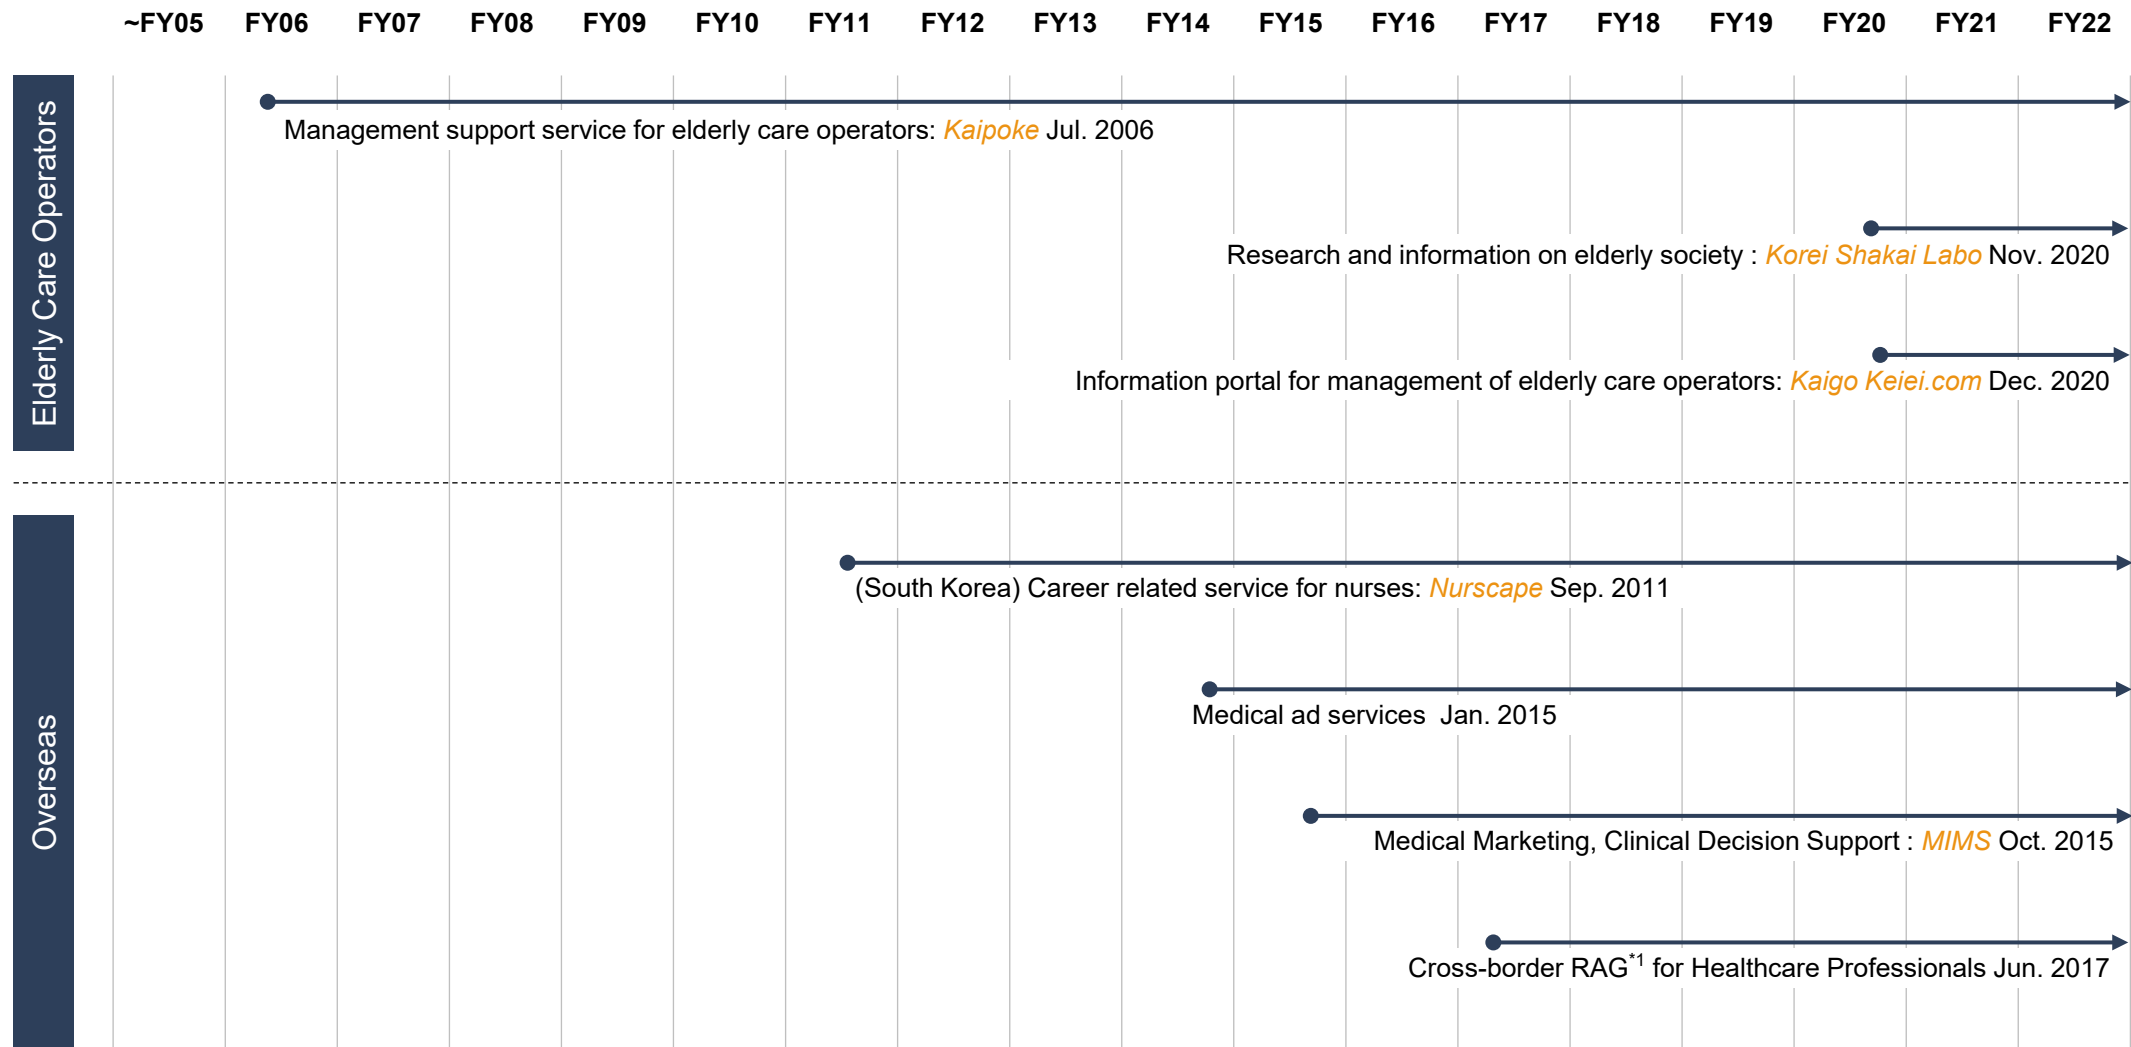 ~FY05 FY06 FY07 FY08 FY09 FY10 FY11 FY12 FY13 FY14 FY15 FY16 FY17 FY18 FY19 FY20 FY21 FY22
Elderly Care Operators
Management support service for elderly care operators: Kaipoke Jul. 2006
Research and information on elderly society : Korei Shakai Labo Nov. 2020
Information portal for management of elderly care operators: Kaigo Keiei.com Dec. 2020
Overseas
(South Korea) Career related service for nurses: Nurscape Sep. 2011
Medical ad services Jan. 2015
Medical Marketing, Clinical Decision Support : MIMS Oct. 2015
Cross-border RAG*1 for Healthcare Professionals Jun. 2017